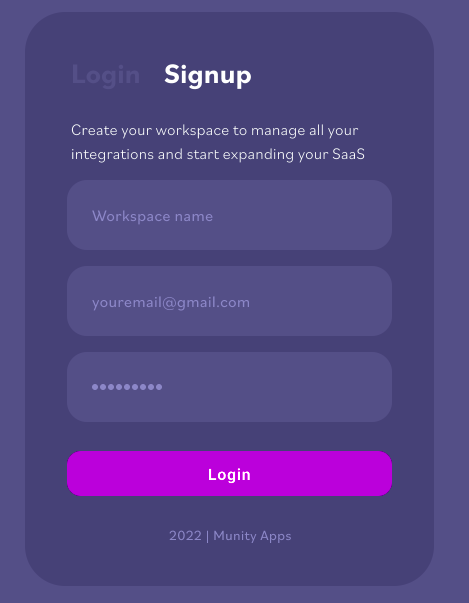 Login Signup
Create your workspace to manage all your
integrations and start expanding your SaaS
Workspace name
youremail@gmail.com
•••••••••
Login
2022 | Munity Apps